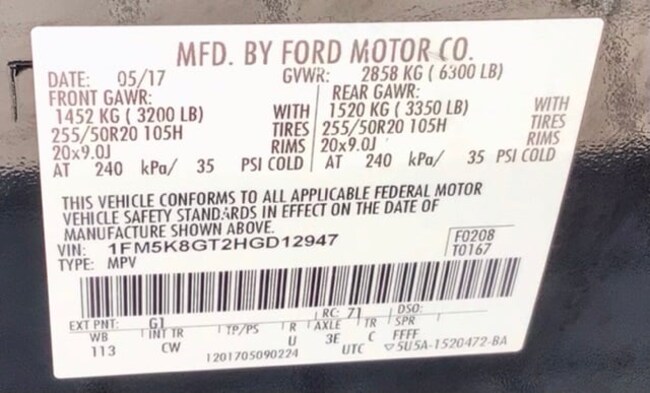 MFD. BY FORD MOTOR CO.
DATE: 05/17 GVWR: 2858 KG ( 6300 LB)
FRONT GAWR: REAR GAWR:
1452 KG ( 3200 LB) WITH 1520 KG ( 3350 LB) WITH
255/50R20 105H TIRES 255/50R20 105H TIRES
20x9.0J RIMS 20x9.0J RIMS
AT 240 kPa/ 35 PSI COLD AT 240 kPa/ 35 PSI COLD
THIS VEHICLE CONFORMS TO ALL APPLICABLE FEDERAL MOTOR
VEHICLE SAFETY STANDARDS IN EFFECT ON THE DATE OF
MANUFACTURE SHOWN ABOVE.
VIN: 1FM5K8GT2HGD12947 F0208
TYPE: MPV T0167
EXT PNT: G1 RC: 71 DSO:
WB INT TR TP/PS R AXLE TR SPR
113 CW U 3E C FFFF
1201705090224 UTC ▽5U5A-1520472-BA